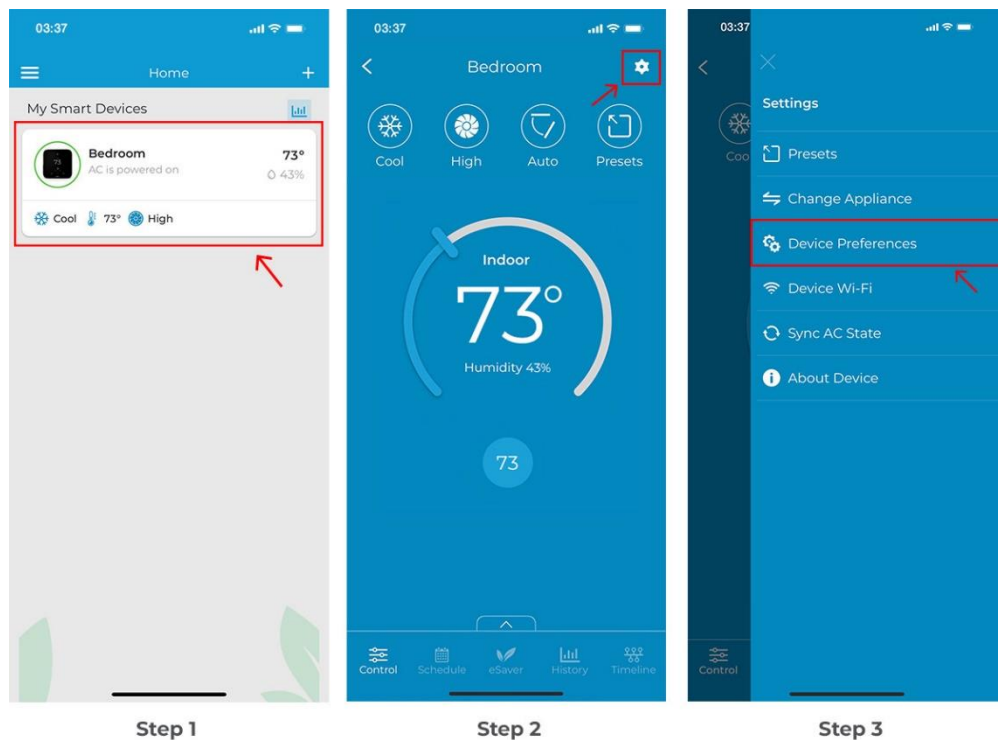 03:37
Home
My Smart Devices
Bedroom
73°
AC is powered on
43%
Cool
73°
High
Step 1
03:37
Bedroom
Cool
High
Auto
Presets
Indoor
73°
Humidity 43%
73
Control
Schedule
eSaver
History
Timeline
Step 2
03:37
Coo
Control
Settings
Presets
Change Appliance
Device Preferences
Device Wi-Fi
Sync AC State
About Device
Step 3